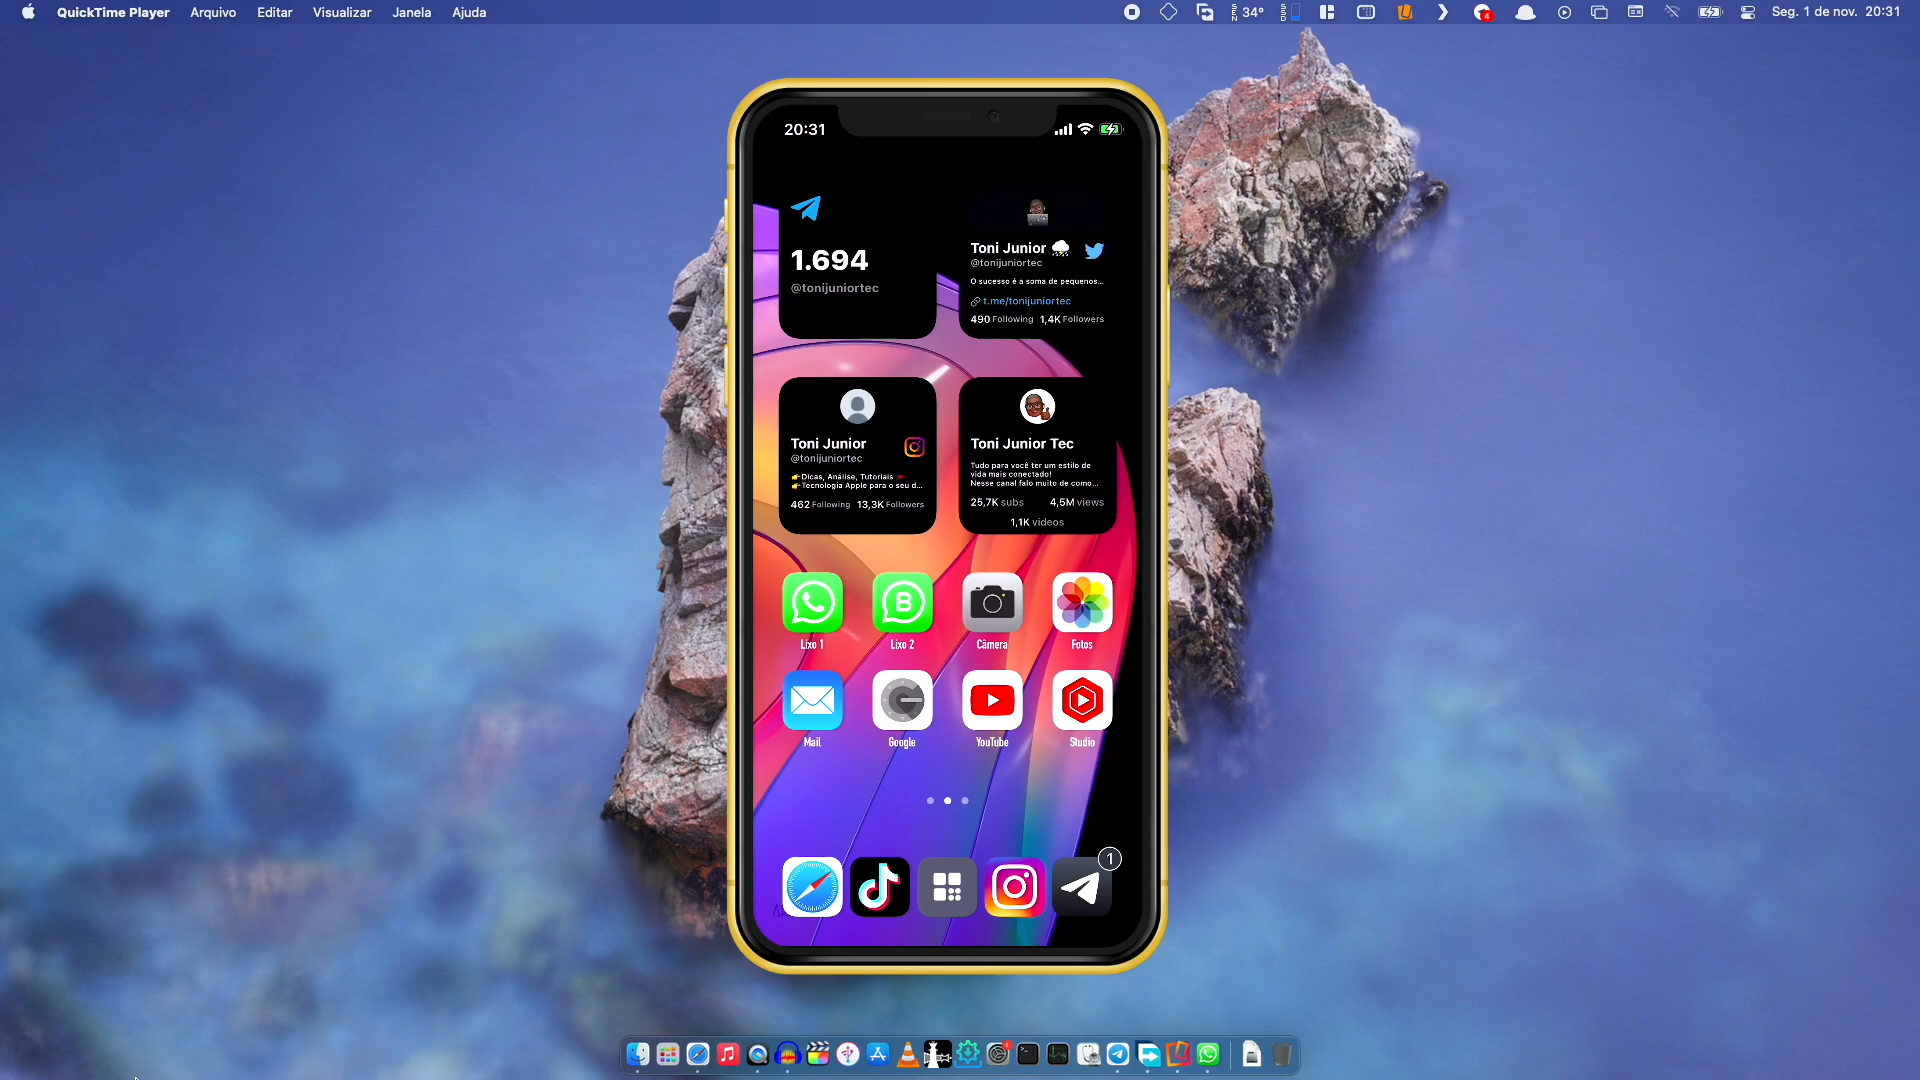 QuickTime Player Arquivo Editar Visualizar Janela Ajuda
SEN 34° SSD 4 Seg. 1 de nov. 20:31
20:31
1.694
@tonijuniortec
Toni Junior
@tonijuniortec
O sucesso é a soma de pequenos...
t.me/tonijuniortec
490 Following 1,4K Followers
Toni Junior
@tonijuniortec
Dicas, Análise, Tutoriais
Tecnologia Apple para o seu d...
462 Following 13,3K Followers
Toni Junior Tec
Tudo para você ter um estilo de
vida mais conectado!
Nesse canal falo muito de como...
25,7K subs 4,5M views
1,1K videos
Lixo 1 Lixo 2 Câmera Fotos
Mail Google YouTube Studio
1